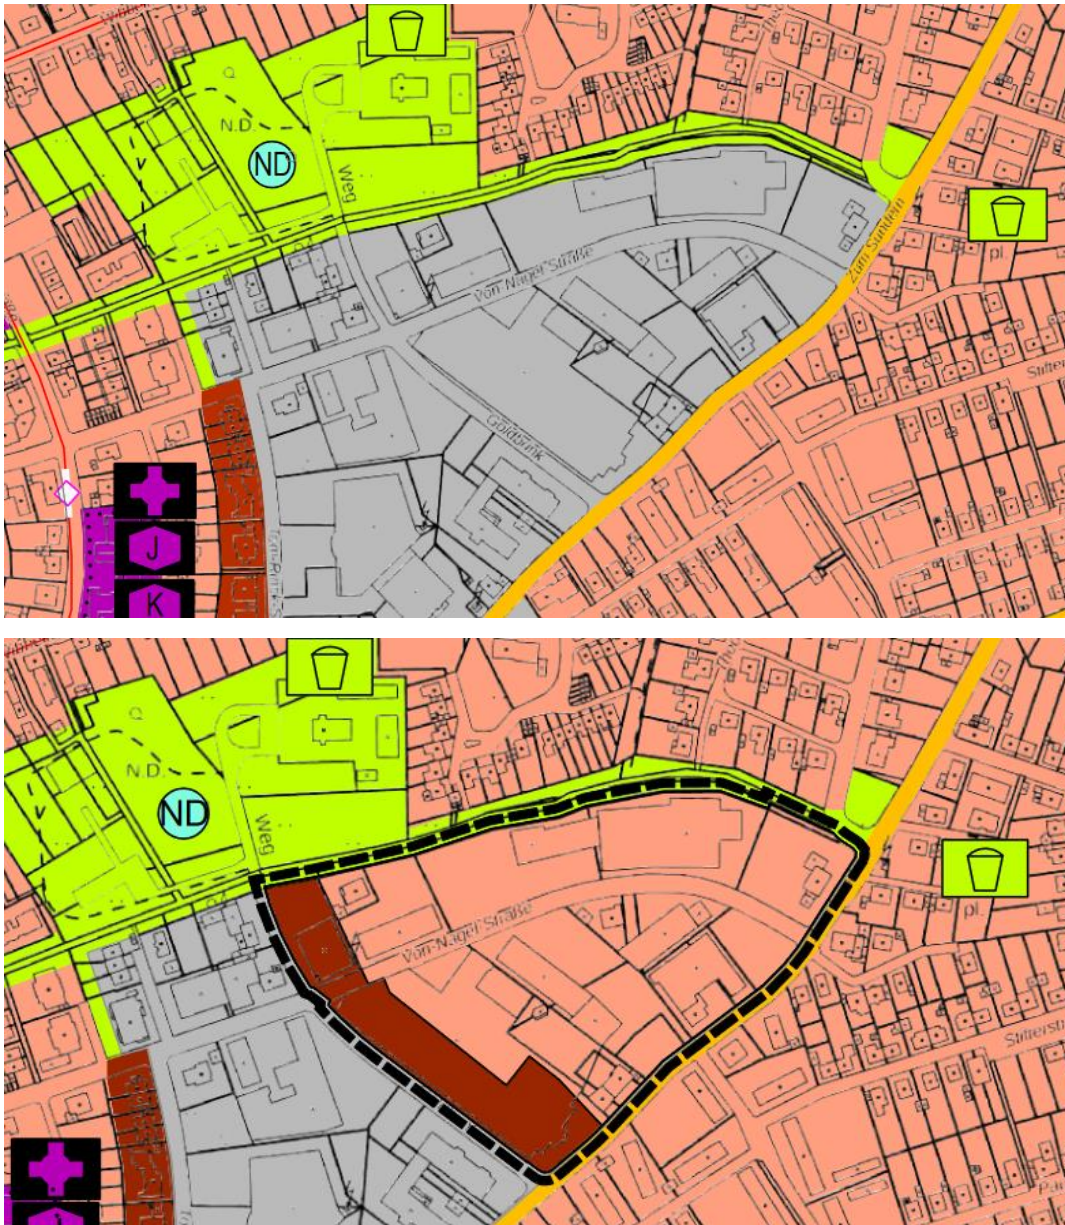 N.D.
ND
Weg
Zum Sundern
pl.
Von-Nagel-Straße
Goldbrink
J
K
N.D.
ND
Weg
pl.
Von-Nagel-Straße